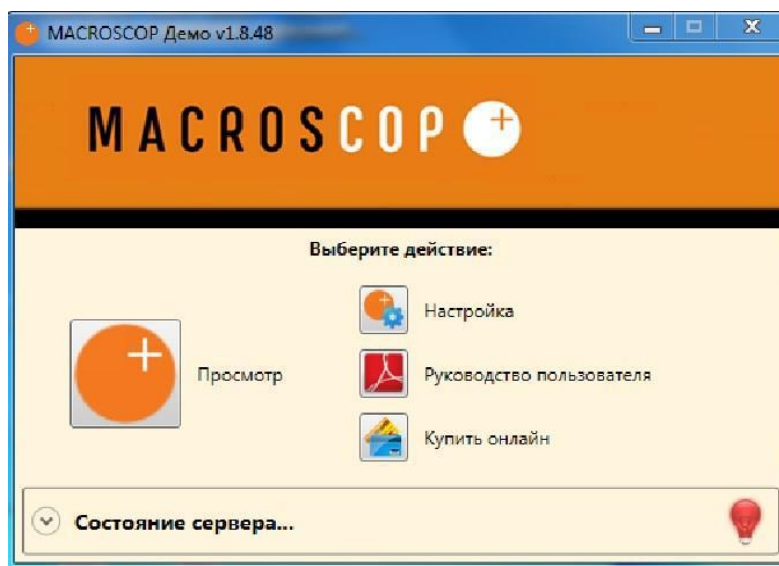 MACROSCOP Демо v1.8.48
MACROSCOP
Выберите действие:
Просмотр
Настройка
Руководство пользователя
Купить онлайн
Состояние сервера...